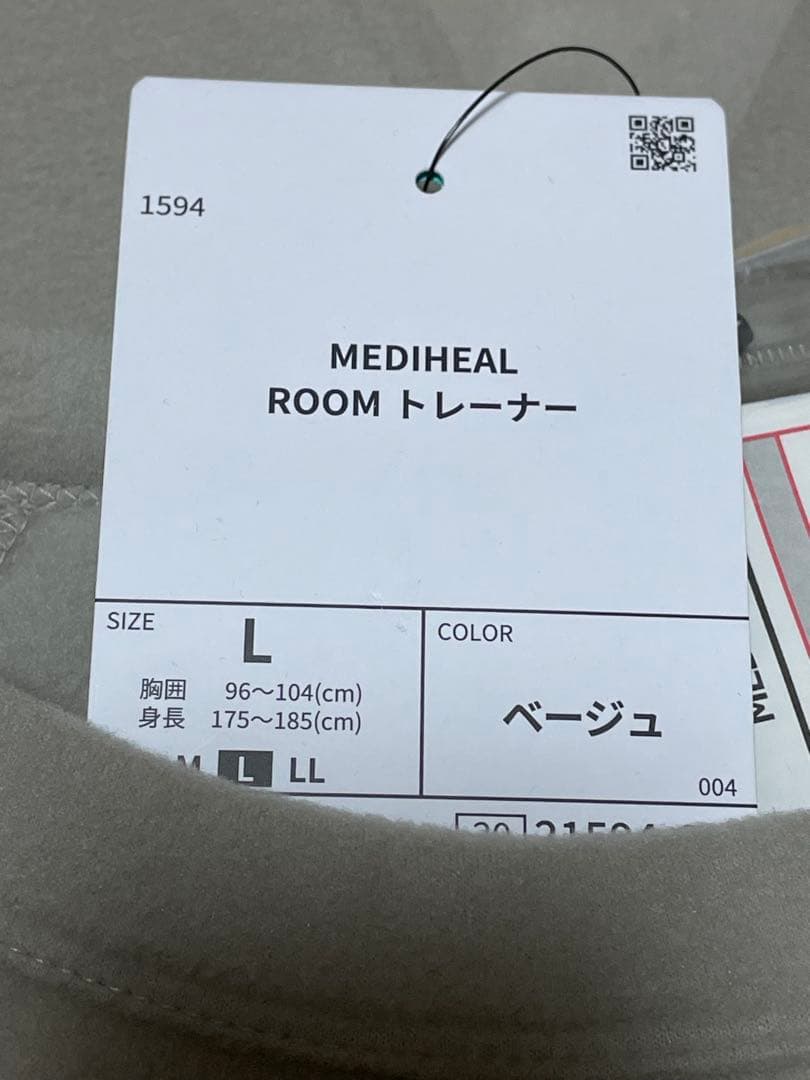 1594
MEDIHEAL
ROOM トレーナー
SIZE
L
胸囲 96〜104(cm)
身長 175〜185(cm)
M L LL
COLOR
ベージュ
004